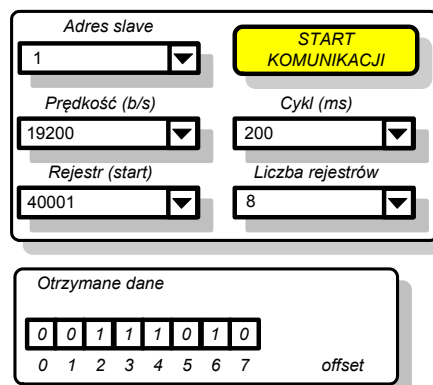 Adres slave
1
START
KOMUNIKACJI
Prędkość (b/s)
19200
Cykl (ms)
200
Rejestr (start)
40001
Liczba rejestrów
8
Otrzymane dane
0 0 1 1 1 0 1 0
0 1 2 3 4 5 6 7 offset